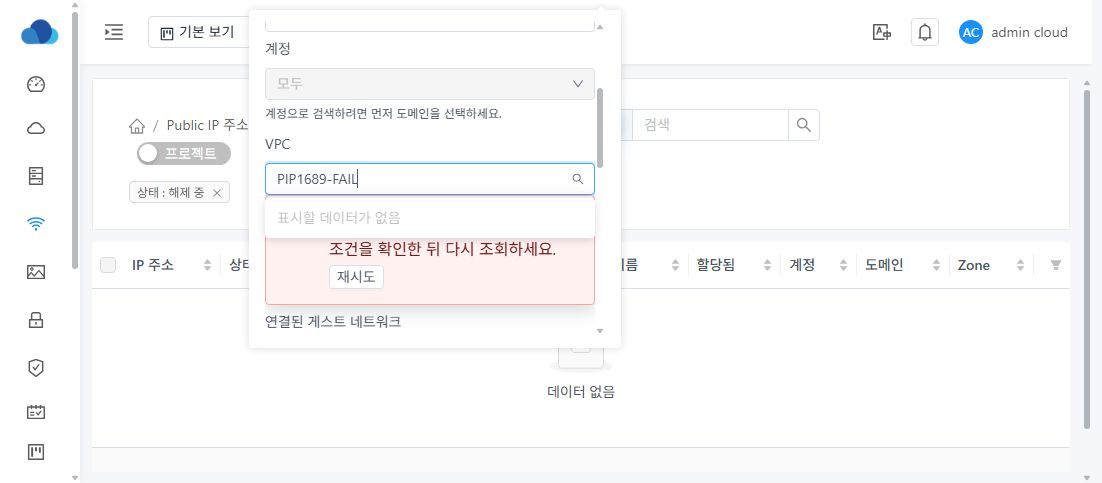 기본 보기
AC admin cloud
계정
모두
계정으로 검색하려면 먼저 도메인을 선택하세요.
VPC
PIP1689-FAIL
표시할 데이터가 없음
조건을 확인한 뒤 다시 조회하세요.
재시도
연결된 게스트 네트워크
/ Public IP 주소
검색
프로젝트
상태 : 해제 중
IP 주소 상태 이름 할당됨 계정 도메인 Zone
데이터 없음